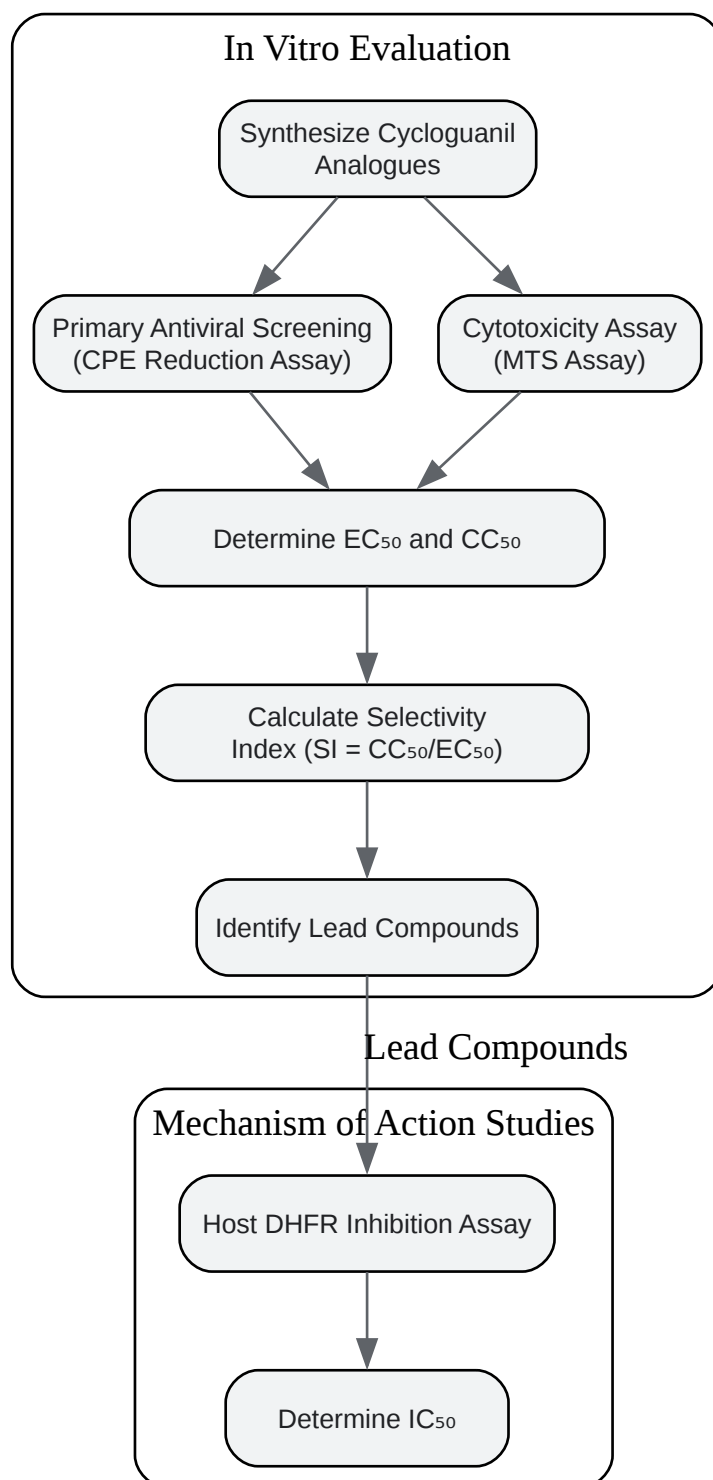 In Vitro Evaluation
Synthesize Cycloguanil
Analogues
Primary Antiviral Screening
(CPE Reduction Assay)
Cytotoxicity Assay
(MTS Assay)
Determine EC₅₀ and CC₅₀
Calculate Selectivity
Index (SI = CC₅₀/EC₅₀)
Identify Lead Compounds
Lead Compounds
Mechanism of Action Studies
Host DHFR Inhibition Assay
Determine IC₅₀